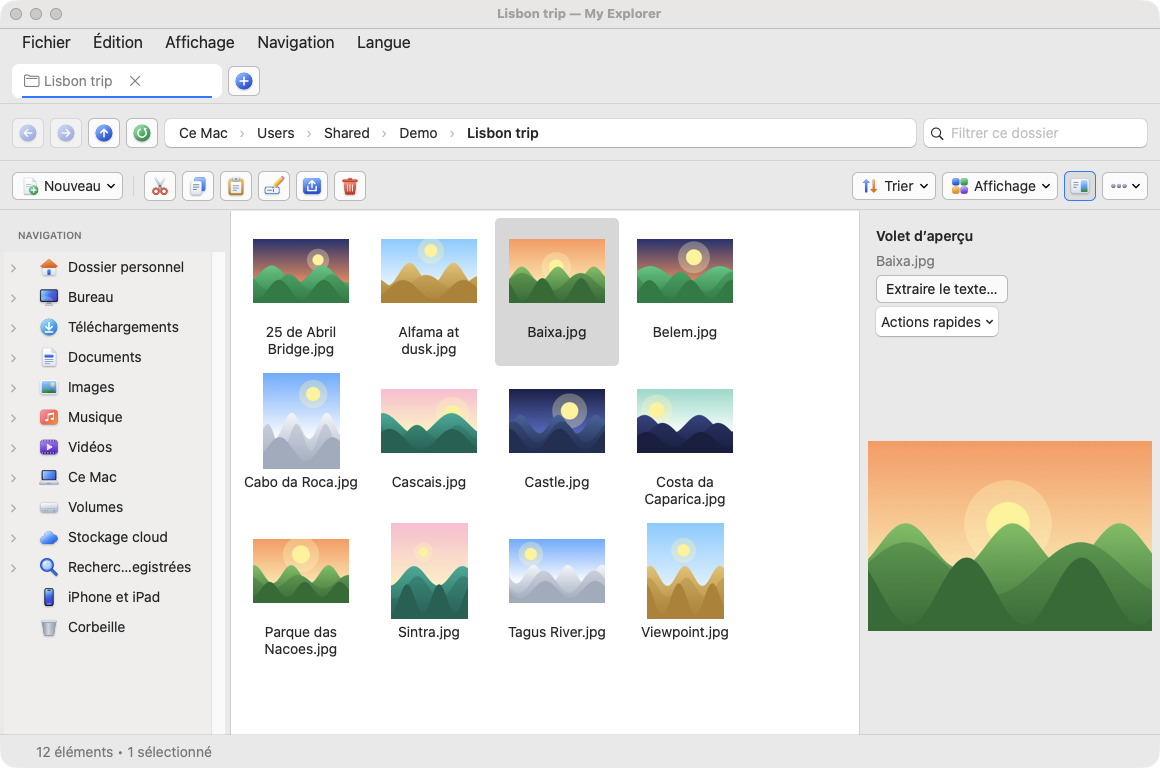 Lisbon trip — My Explorer
Fichier Édition Affichage Navigation Langue
Lisbon trip
Ce Mac › Users › Shared › Demo › Lisbon trip
Filtrer ce dossier
Nouveau
Trier
Affichage
NAVIGATION
Dossier personnel
Bureau
Téléchargements
Documents
Images
Musique
Vidéos
Ce Mac
Volumes
Stockage cloud
Recherc...egistrées
iPhone et iPad
Corbeille
25 de Abril
Bridge.jpg
Alfama at
dusk.jpg
Baixa.jpg
Belem.jpg
Cabo da Roca.jpg
Cascais.jpg
Castle.jpg
Costa da
Caparica.jpg
Parque das
Nacoes.jpg
Sintra.jpg
Tagus River.jpg
Viewpoint.jpg
Volet d’aperçu
Baixa.jpg
Extraire le texte...
Actions rapides
12 éléments • 1 sélectionné